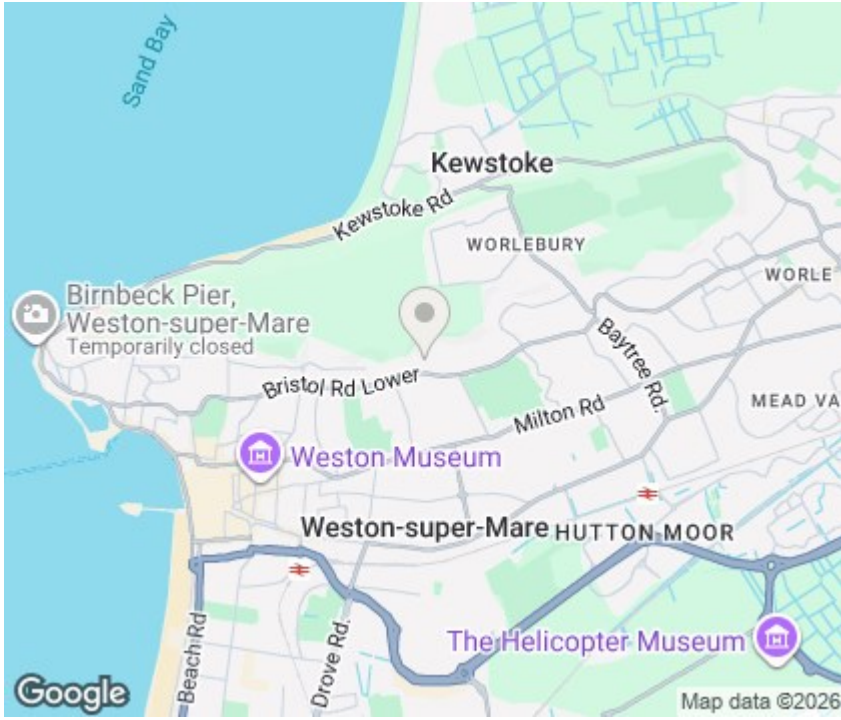 Sand Bay
Kewstoke
Kewstoke Rd
WORLEBURY
WORLE
Birnbeck Pier,
Weston-super-Mare
Temporarily closed
Baytree Rd.
Bristol Rd Lower
Milton Rd
MEAD VA
Weston Museum
Weston-super-Mare
HUTTON MOOR
The Helicopter Museum
Beach Rd
Drove Rd.
Google
Map data ©2026